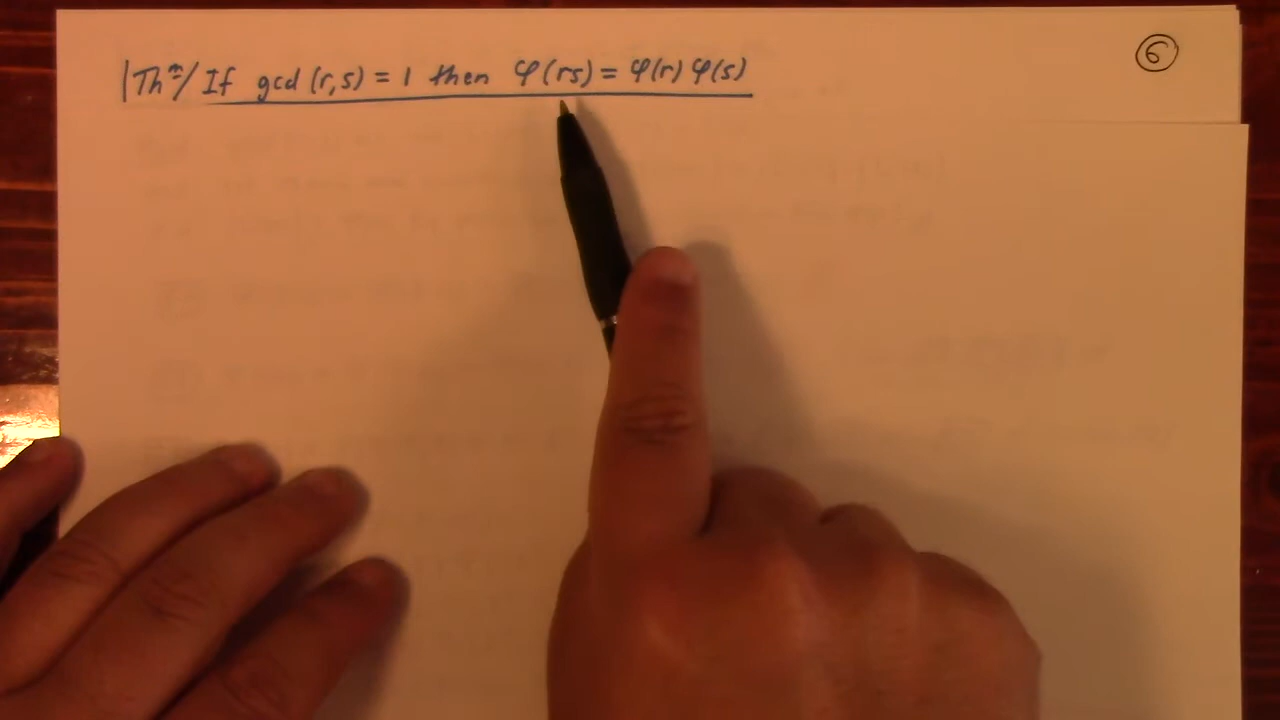 Thm/ If gcd (r,s) = 1 then φ(rs) = φ(r) φ(s)
6